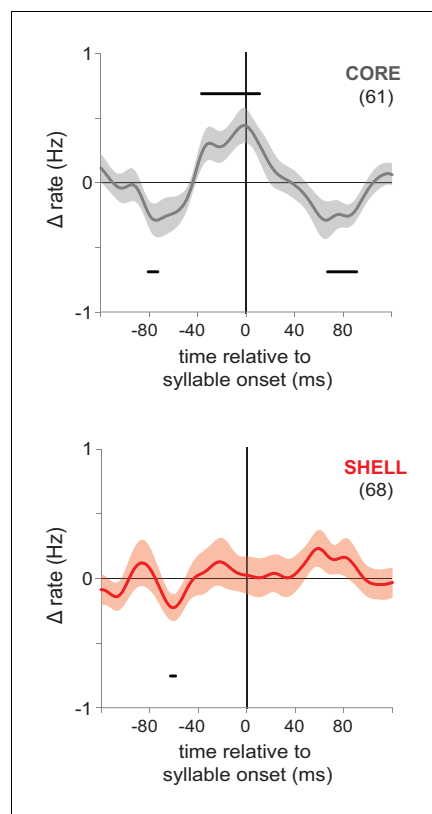 1
CORE
(61)
Δ rate (Hz)
0
-1
-80 -40 0 40 80
time relative to
syllable onset (ms)
1
SHELL
(68)
Δ rate (Hz)
0
-1
-80 -40 0 40 80
time relative to
syllable onset (ms)